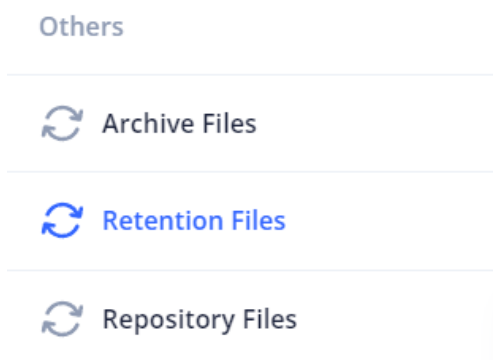 Others
Archive Files
Retention Files
Repository Files